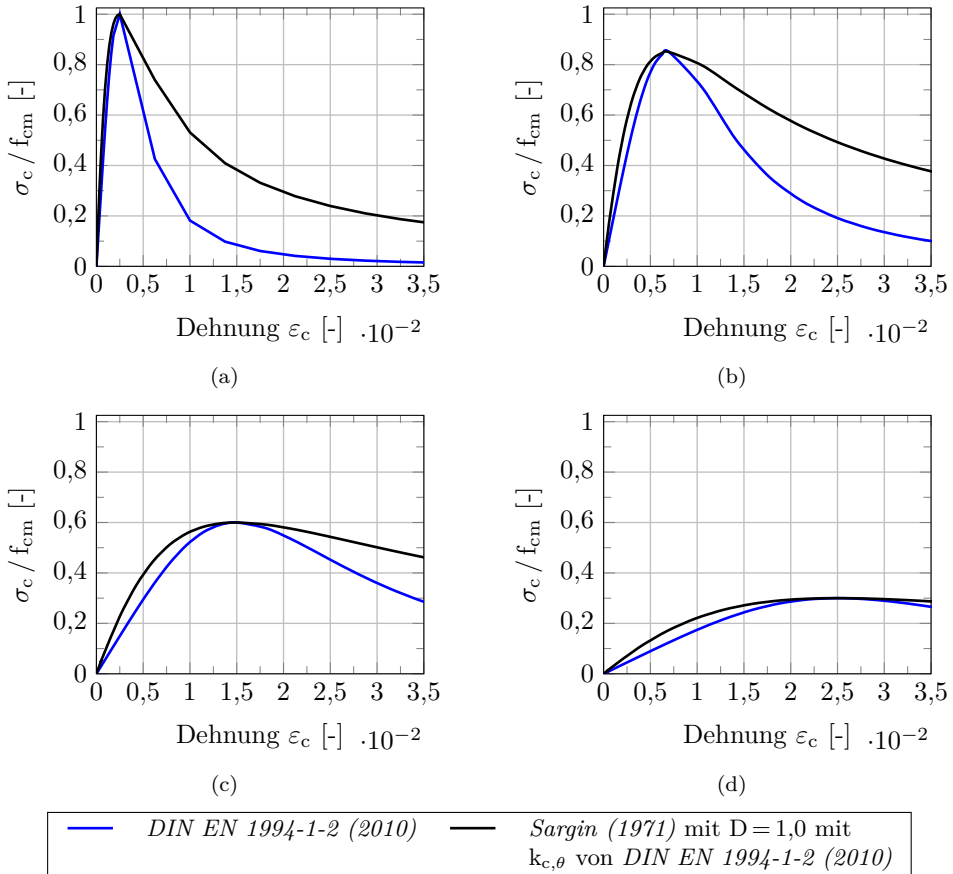 1
0,8
0,6
0,4
0,2
0
σc / fcm [-]
0 0,5 1 1,5 2 2,5 3 3,5
Dehnung εc [-] ·10−2
(a)
1
0,8
0,6
0,4
0,2
0
σc / fcm [-]
0 0,5 1 1,5 2 2,5 3 3,5
Dehnung εc [-] ·10−2
(b)
1
0,8
0,6
0,4
0,2
0
σc / fcm [-]
0 0,5 1 1,5 2 2,5 3 3,5
Dehnung εc [-] ·10−2
(c)
1
0,8
0,6
0,4
0,2
0
σc / fcm [-]
0 0,5 1 1,5 2 2,5 3 3,5
Dehnung εc [-] ·10−2
(d)
DIN EN 1994-1-2 (2010)
Sargin (1971) mit D = 1,0 mit
kc,θ von DIN EN 1994-1-2 (2010)